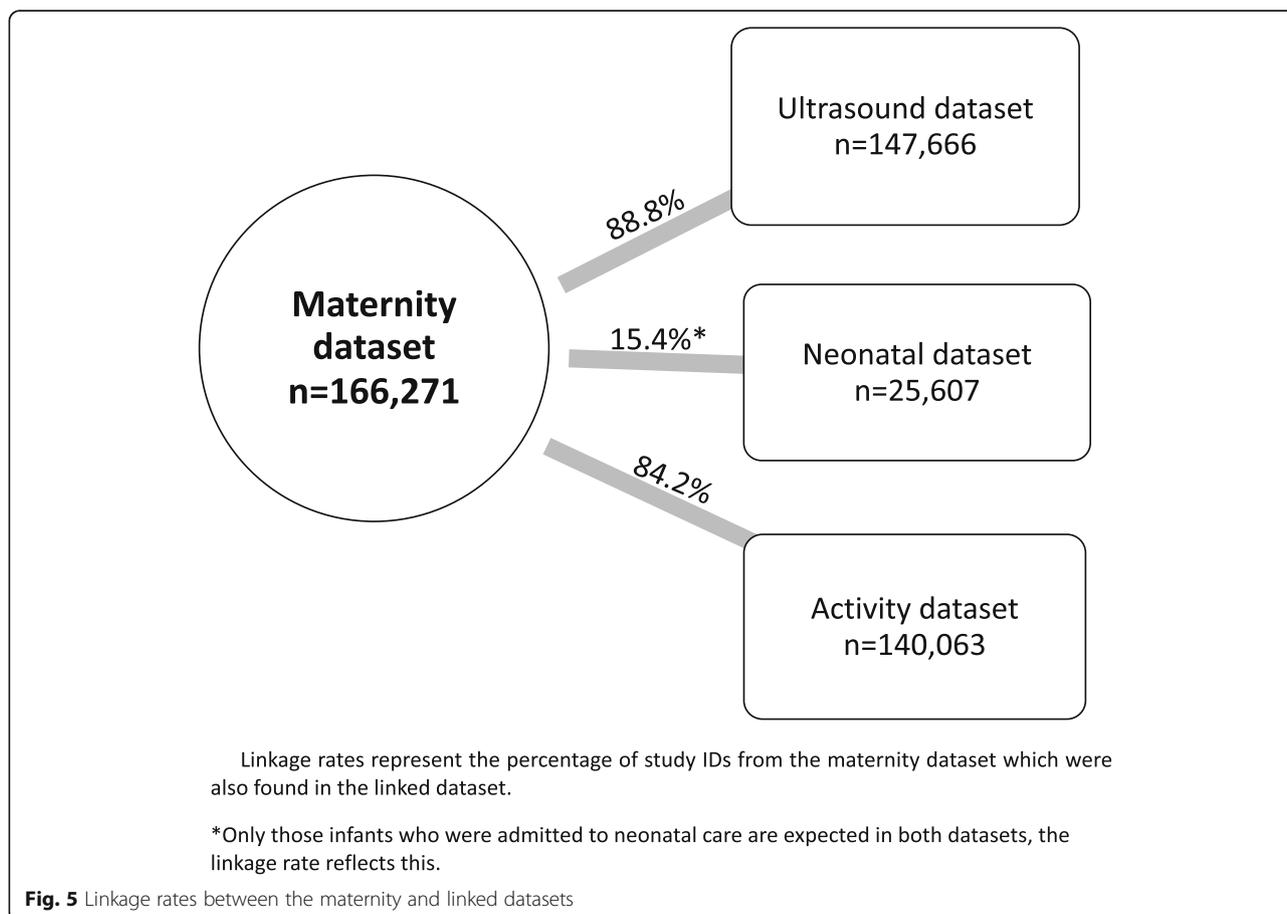 Maternity
dataset
n=166,271
88.8%
Ultrasound dataset
n=147,666
15.4%*
Neonatal dataset
n=25,607
84.2%
Activity dataset
n=140,063
Linkage rates represent the percentage of study IDs from the maternity dataset which were
also found in the linked dataset.
*Only those infants who were admitted to neonatal care are expected in both datasets, the
linkage rate reflects this.
Fig. 5 Linkage rates between the maternity and linked datasets